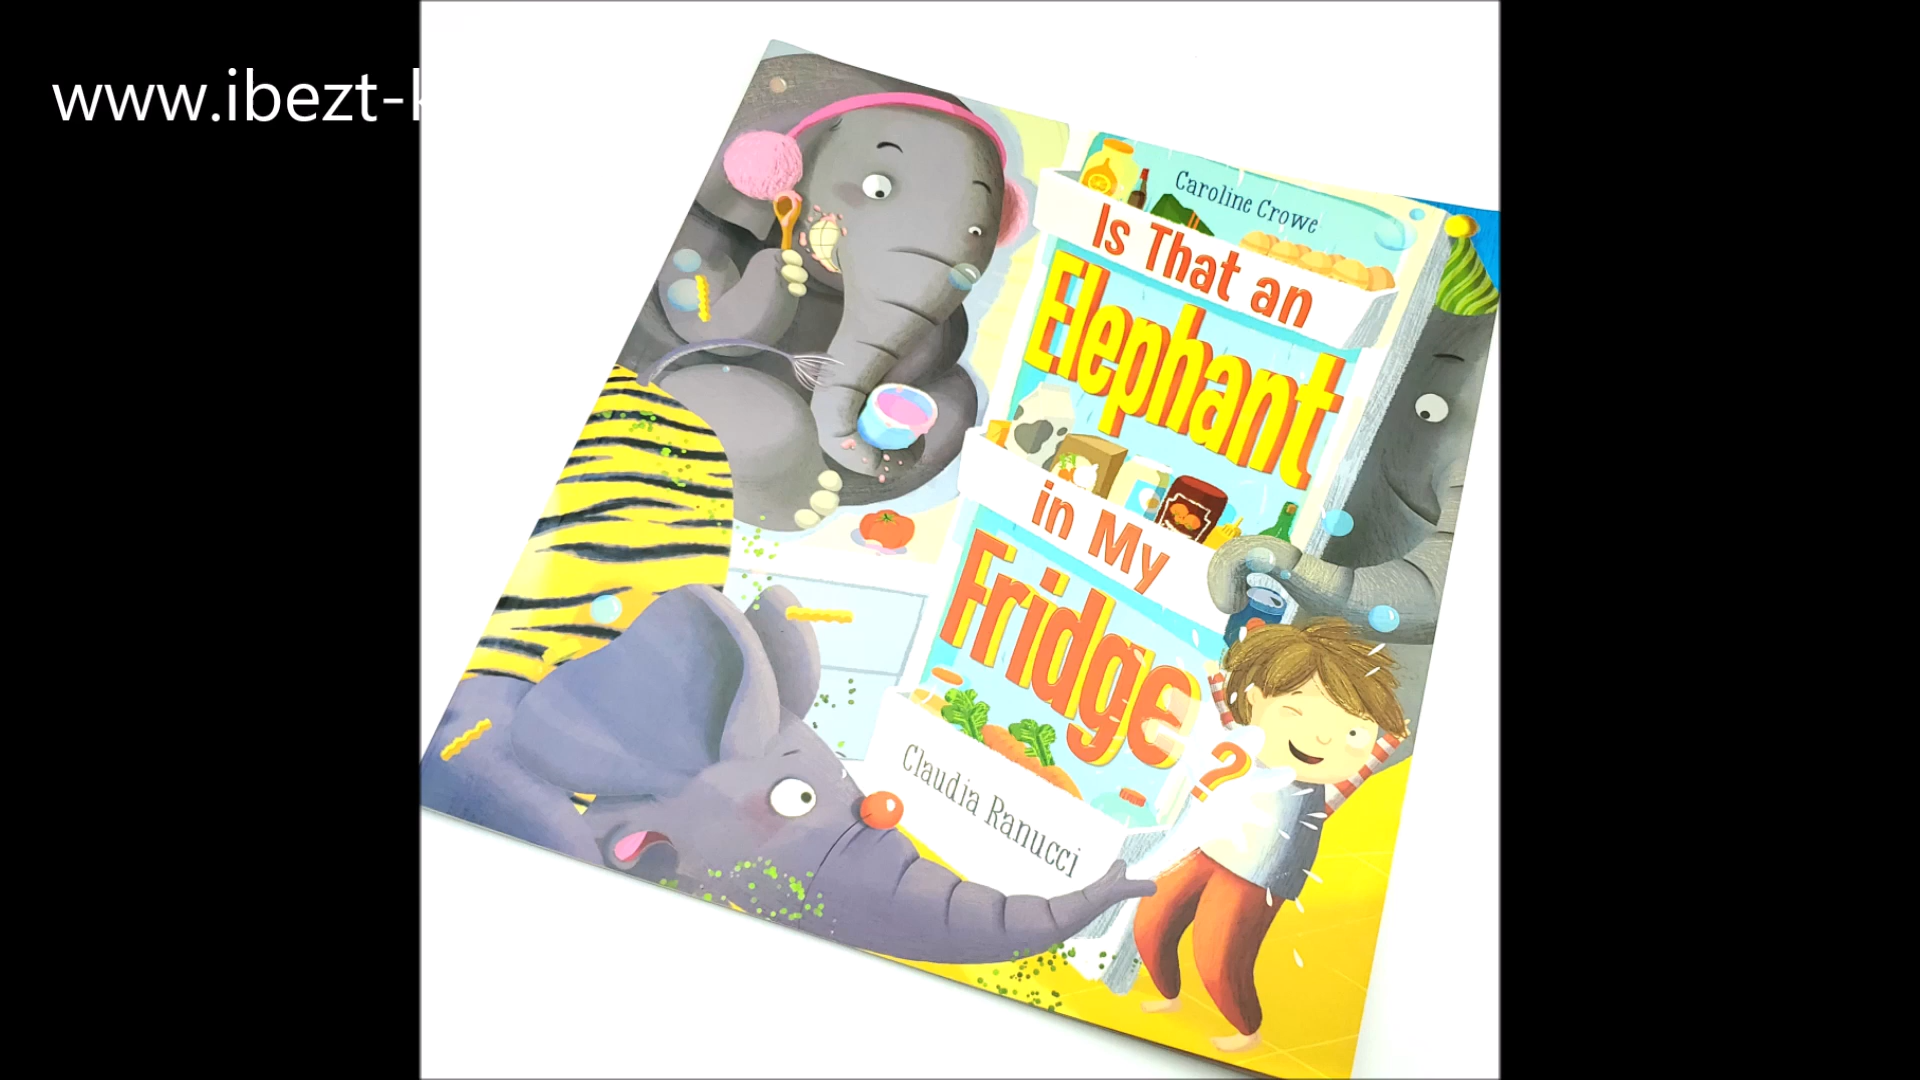 www.ibezt-k
Caroline Crowe
Is That an
Elephant
in My
Fridge
?
Claudia Ranucci